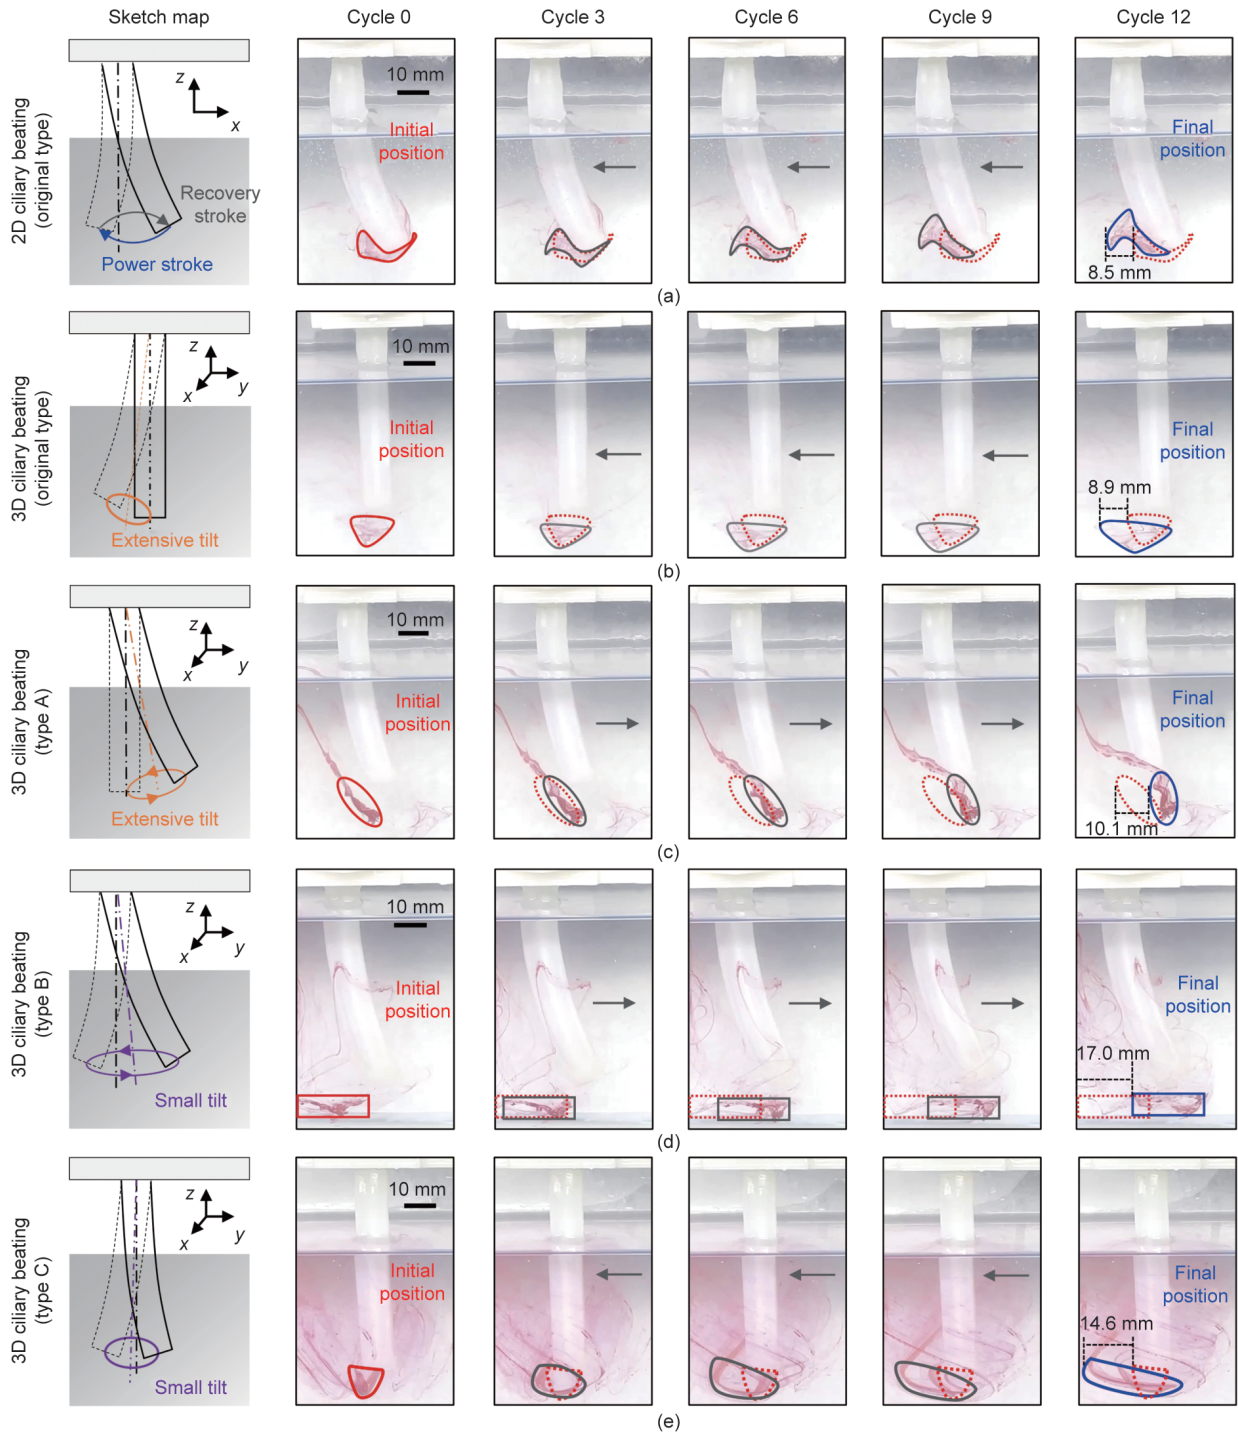 Sketch map
Cycle 0
Cycle 3
Cycle 6
Cycle 9
Cycle 12
2D ciliary beating
(original type)
z
x
Recovery
stroke
Power stroke
10 mm
Initial
position
Final
position
8.5 mm
(a)
3D ciliary beating
(original type)
z
x
y
Extensive tilt
10 mm
Initial
position
Final
position
8.9 mm
(b)
3D ciliary beating
(type A)
z
x
y
Extensive tilt
10 mm
Initial
position
Final
position
10.1 mm
(c)
3D ciliary beating
(type B)
z
x
y
Small tilt
10 mm
Initial
position
Final
position
17.0 mm
(d)
3D ciliary beating
(type C)
z
x
y
Small tilt
10 mm
Initial
position
Final
position
14.6 mm
(e)